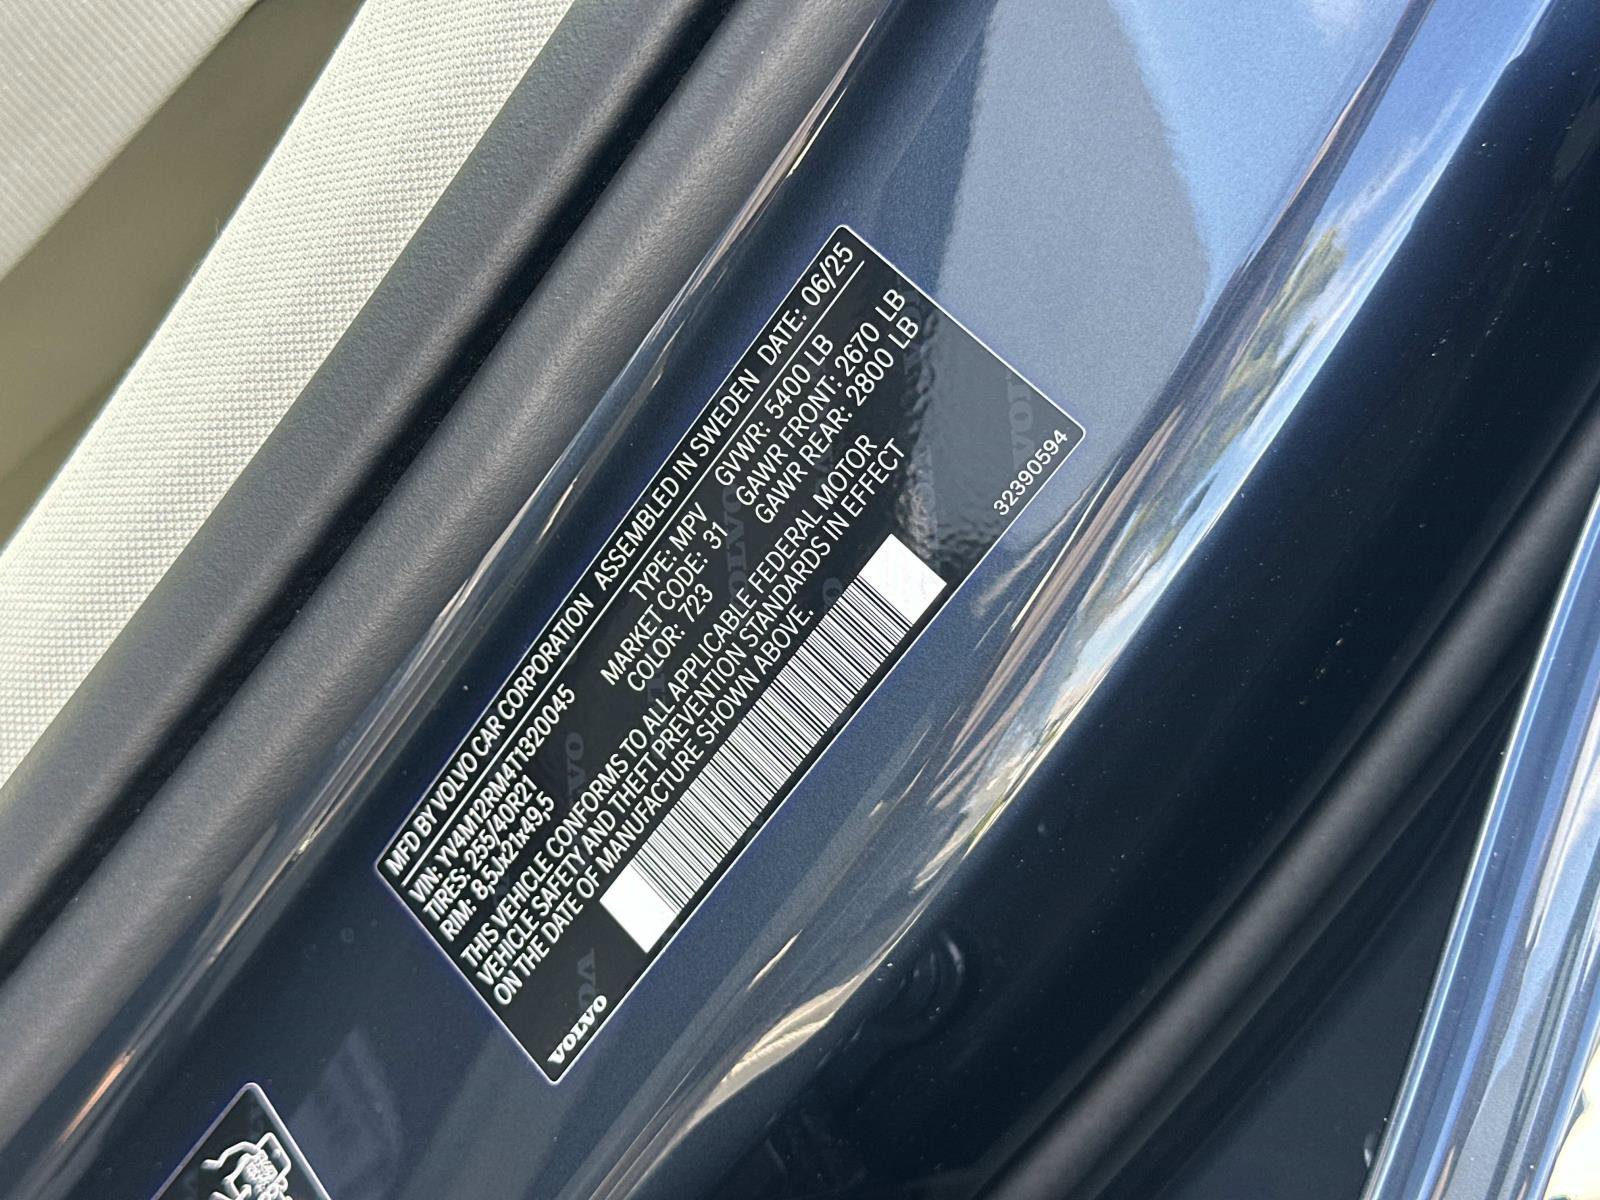 MFD BY VOLVO CAR CORPORATION ASSEMBLED IN SWEDEN DATE: 06/25
VIN: YV4M12RM4T1320045 TYPE: MPV GVWR: 5400 LB
TIRES: 255/40R21 MARKET CODE: 31 GAWR FRONT: 2670 LB
RIM: 8,5Jx21x49,5 COLOR: 723 GAWR REAR: 2800 LB
THIS VEHICLE CONFORMS TO ALL APPLICABLE FEDERAL MOTOR
VEHICLE SAFETY AND THEFT PREVENTION STANDARDS IN EFFECT
ON THE DATE OF MANUFACTURE SHOWN ABOVE.
VOLVO
32390594